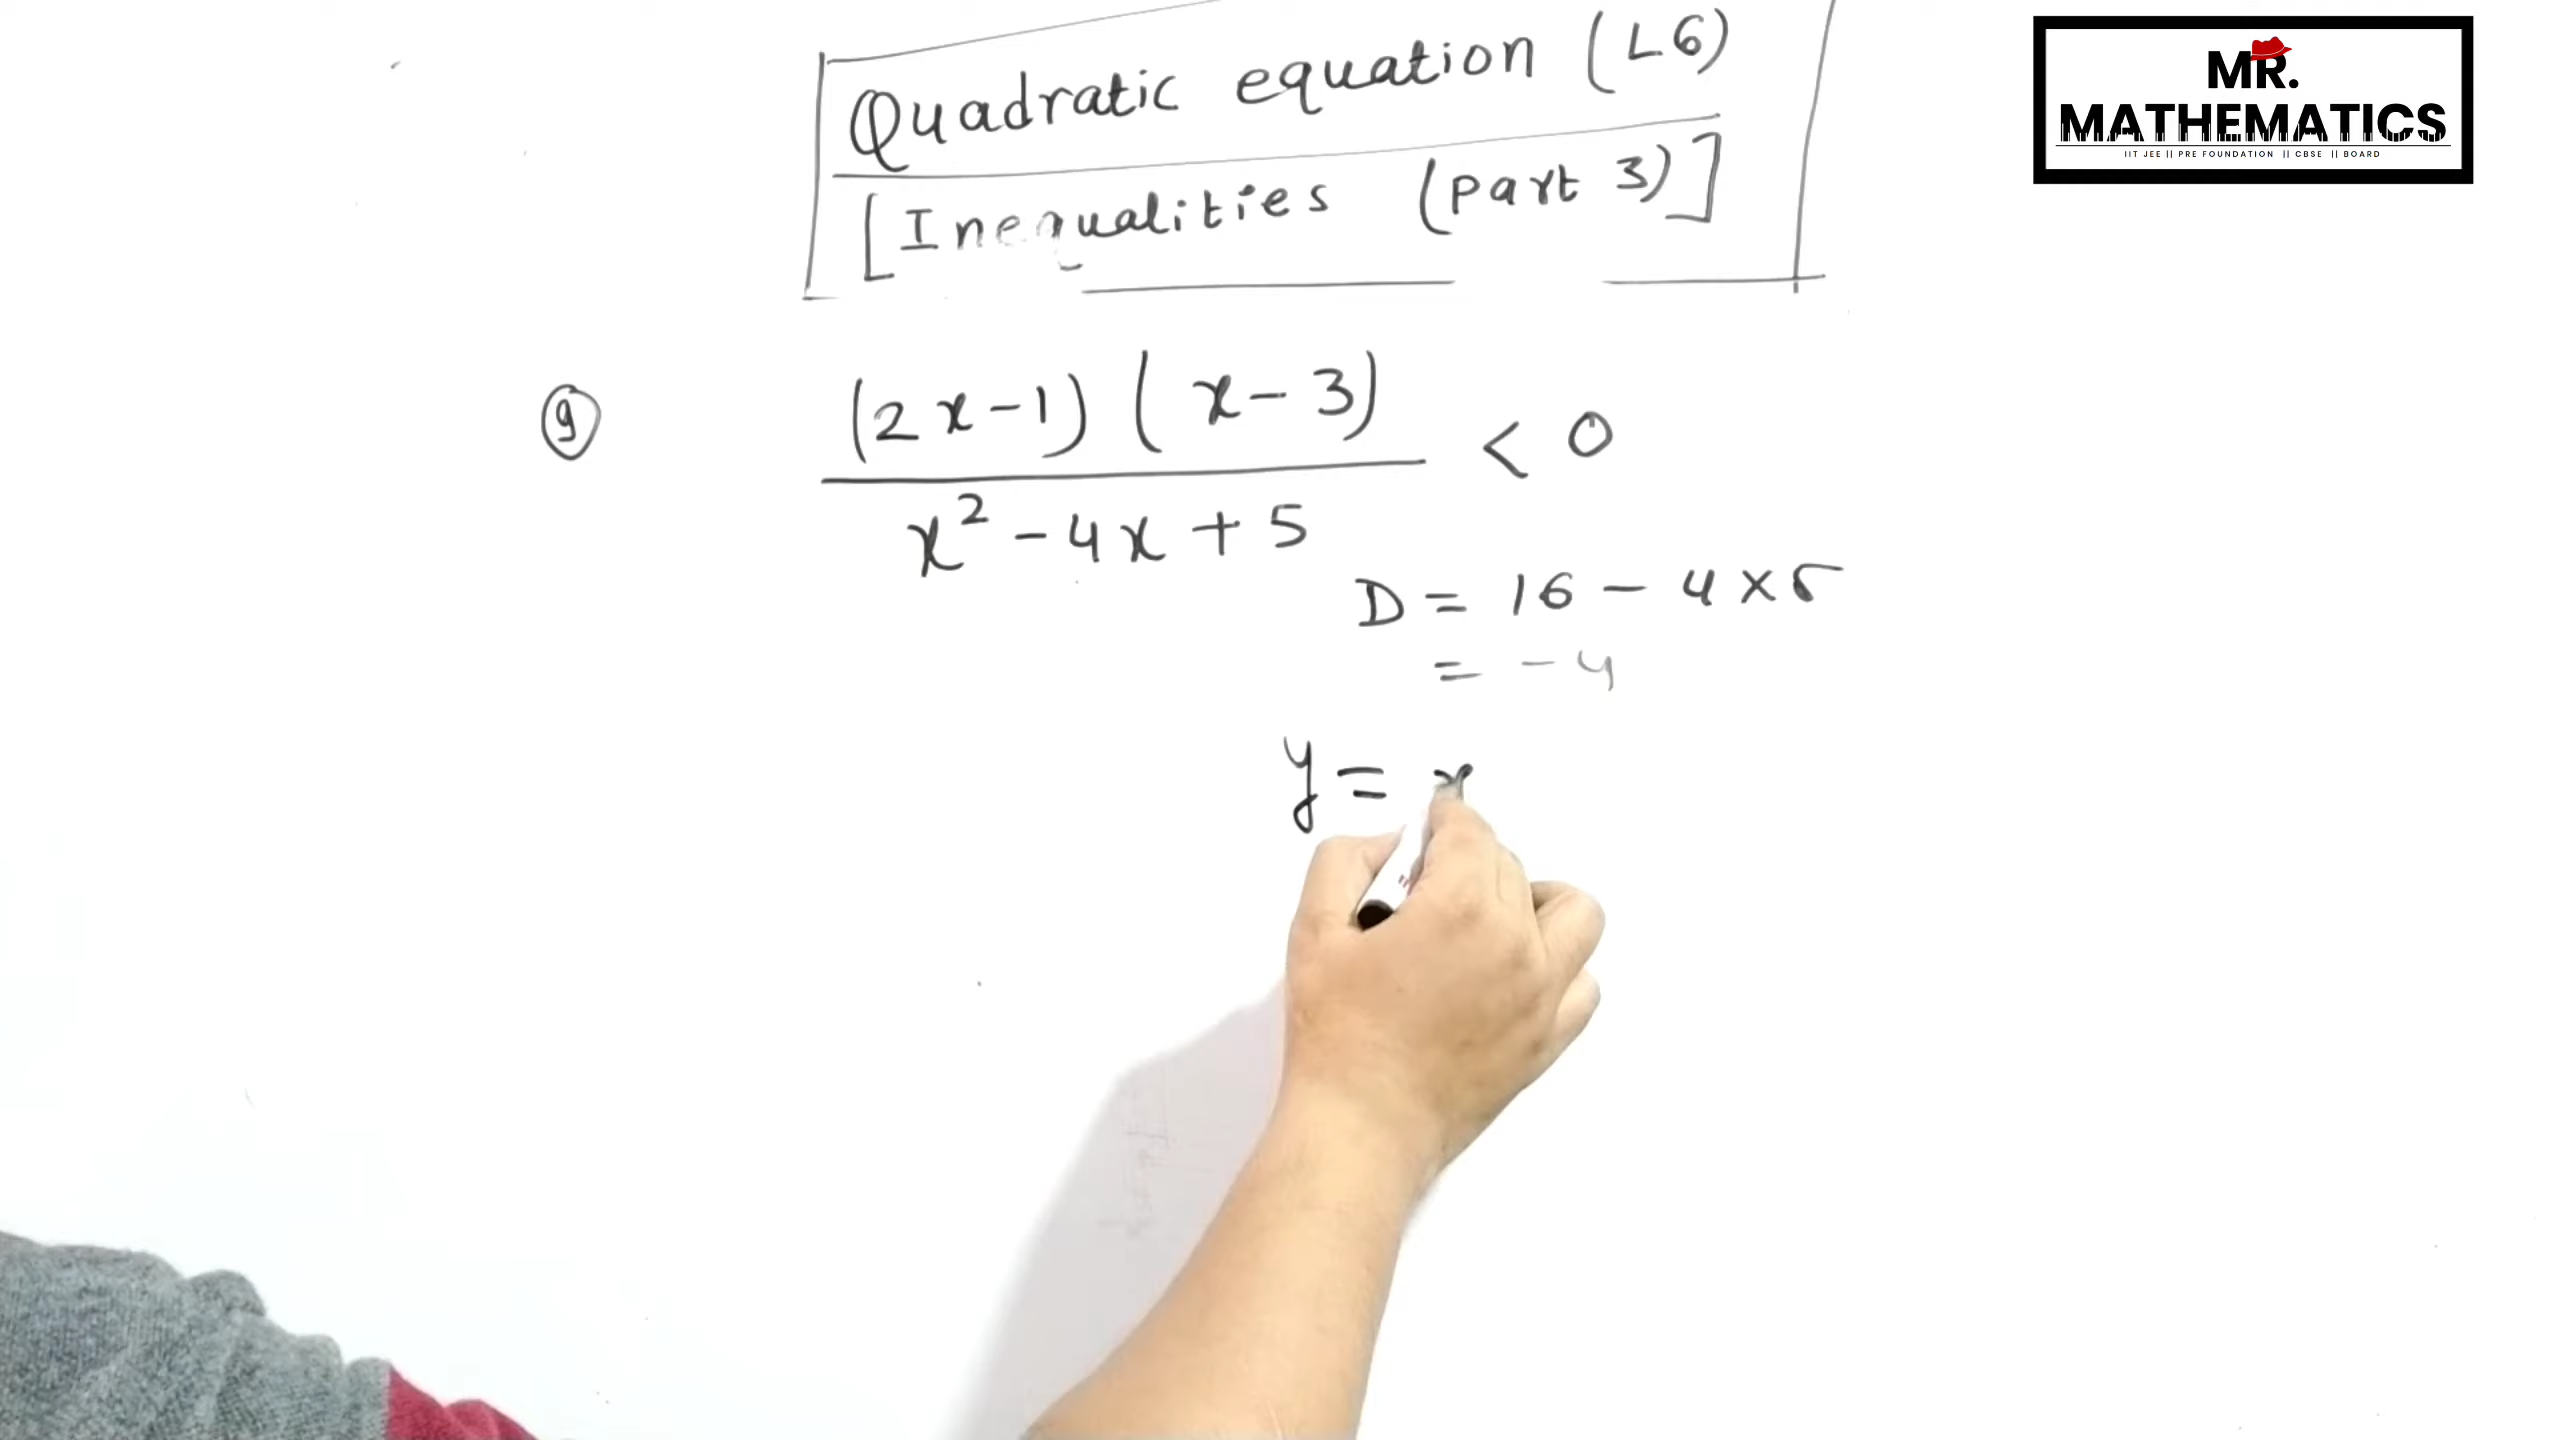 Quadratic equation (L6)
[Inequalities (part 3)]
MR.
MATHEMATICS
IIT JEE || PRE FOUNDATION || CBSE || BOARD
9
(2x-1) (x-3)
< 0
x² - 4x + 5
D = 16 - 4 × 5
= -4
y = x